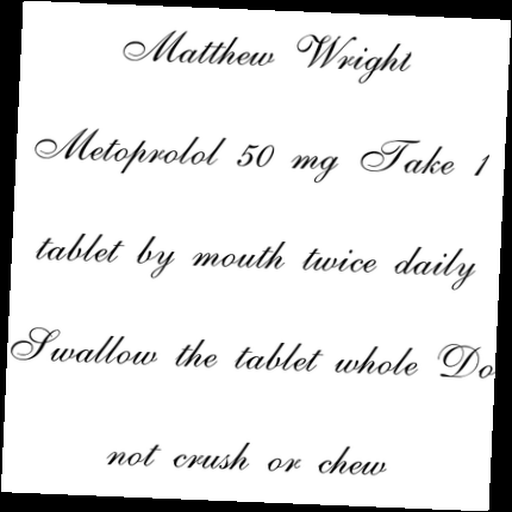 Matthew Wright
Metoprolol 50 mg Take 1
tablet by mouth twice daily
Swallow the tablet whole Do
not crush or chew